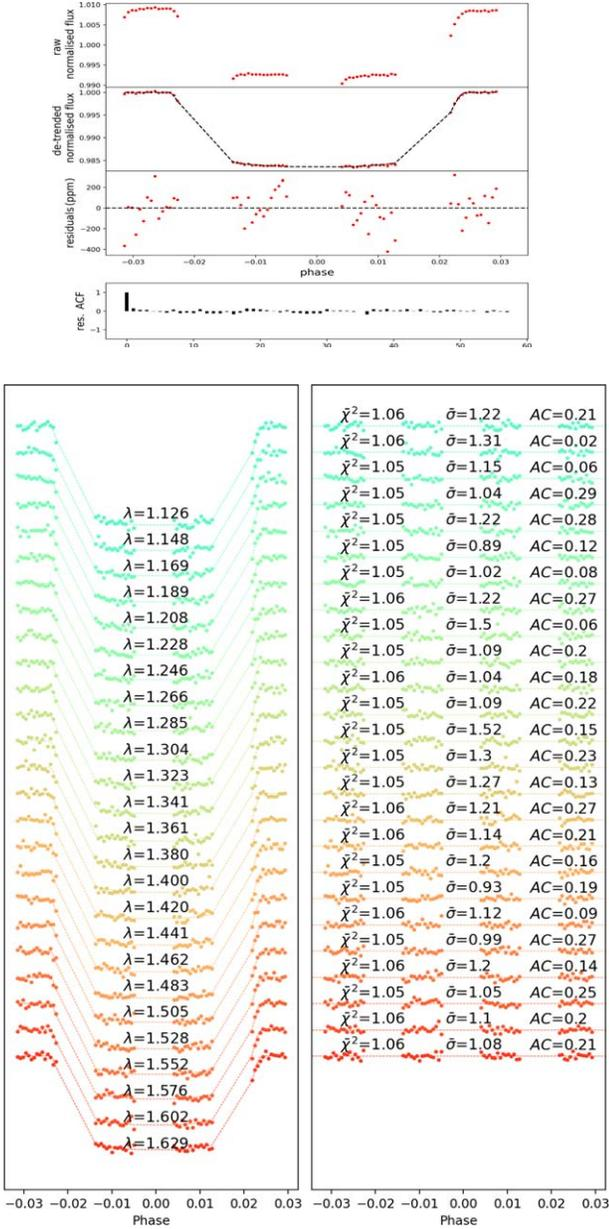 raw
normalised flux
1.010
1.005
1.000
0.995
0.990
de-trended
normalised flux
1.000
0.995
0.990
0.985
residuals(ppm)
200
0
−200
−400
−0.03 −0.02 −0.01 0.00 0.01 0.02 0.03
phase
res. ACF
1
0
−1
0 10 20 30 40 50 60
λ=1.126
λ=1.148
λ=1.169
λ=1.189
λ=1.208
λ=1.228
λ=1.246
λ=1.266
λ=1.285
λ=1.304
λ=1.323
λ=1.341
λ=1.361
λ=1.380
λ=1.400
λ=1.420
λ=1.441
λ=1.462
λ=1.483
λ=1.505
λ=1.528
λ=1.552
λ=1.576
λ=1.602
λ=1.629
−0.03 −0.02 −0.01 0.00 0.01 0.02 0.03
Phase
χ̄²=1.06 σ̄=1.22 AC=0.21
χ̄²=1.06 σ̄=1.31 AC=0.02
χ̄²=1.05 σ̄=1.15 AC=0.06
χ̄²=1.05 σ̄=1.04 AC=0.29
χ̄²=1.05 σ̄=1.22 AC=0.28
χ̄²=1.05 σ̄=0.89 AC=0.12
χ̄²=1.05 σ̄=1.02 AC=0.08
χ̄²=1.06 σ̄=1.22 AC=0.27
χ̄²=1.05 σ̄=1.5 AC=0.06
χ̄²=1.05 σ̄=1.09 AC=0.2
χ̄²=1.06 σ̄=1.04 AC=0.18
χ̄²=1.05 σ̄=1.09 AC=0.22
χ̄²=1.05 σ̄=1.52 AC=0.15
χ̄²=1.05 σ̄=1.3 AC=0.23
χ̄²=1.05 σ̄=1.27 AC=0.13
χ̄²=1.06 σ̄=1.21 AC=0.27
χ̄²=1.06 σ̄=1.14 AC=0.21
χ̄²=1.05 σ̄=1.2 AC=0.16
χ̄²=1.05 σ̄=0.93 AC=0.19
χ̄²=1.06 σ̄=1.12 AC=0.09
χ̄²=1.05 σ̄=0.99 AC=0.27
χ̄²=1.06 σ̄=1.2 AC=0.14
χ̄²=1.05 σ̄=1.05 AC=0.25
χ̄²=1.06 σ̄=1.1 AC=0.2
χ̄²=1.06 σ̄=1.08 AC=0.21
−0.03 −0.02 −0.01 0.00 0.01 0.02 0.03
Phase